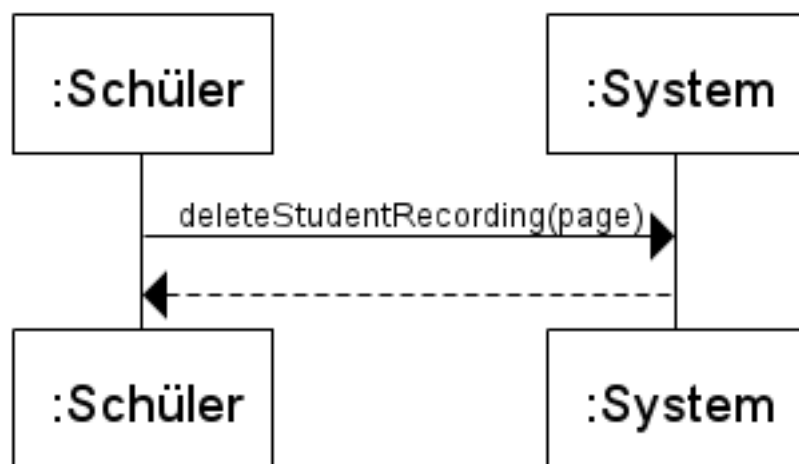 :Schüler
:System
deleteStudentRecording(page)
:Schüler
:System